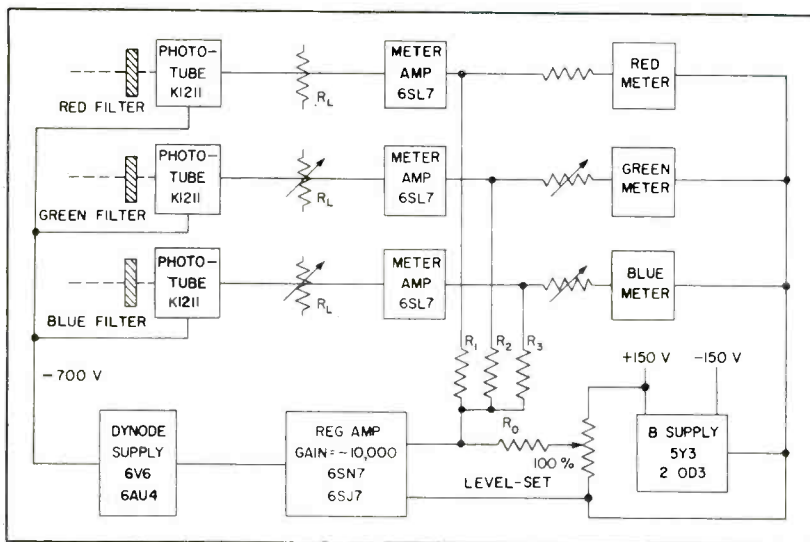 PHOTO-
TUBE
K1211
RED FILTER
R_L
METER
AMP
6SL7
RED
METER
PHOTO-
TUBE
K1211
GREEN FILTER
R_L
METER
AMP
6SL7
GREEN
METER
PHOTO-
TUBE
K1211
BLUE FILTER
R_L
METER
AMP
6SL7
BLUE
METER
R1
R2
R3
-700 V
+150 V
-150 V
DYNODE
SUPPLY
6V6
6AU4
REG AMP
GAIN=-10,000
6SN7
6SJ7
R0
100 %
LEVEL-SET
B SUPPLY
5Y3
2 OD3